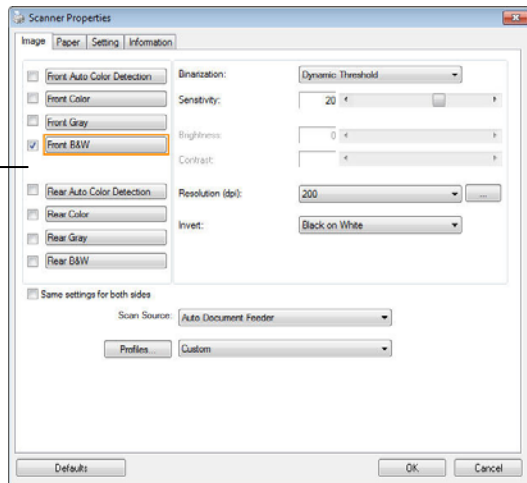 Scanner Properties
Image Paper Setting Information
Front Auto Color Detection
Front Color
Front Gray
Front B&W
Rear Auto Color Detection
Rear Color
Rear Gray
Rear B&W
Binarization: Dynamic Threshold
Sensitivity: 20
Brightness: 0
Contrast:
Resolution (dpi): 200 ...
Invert: Black on White
Same settings for both sides
Scan Source: Auto Document Feeder
Profiles... Custom
Defaults OK Cancel